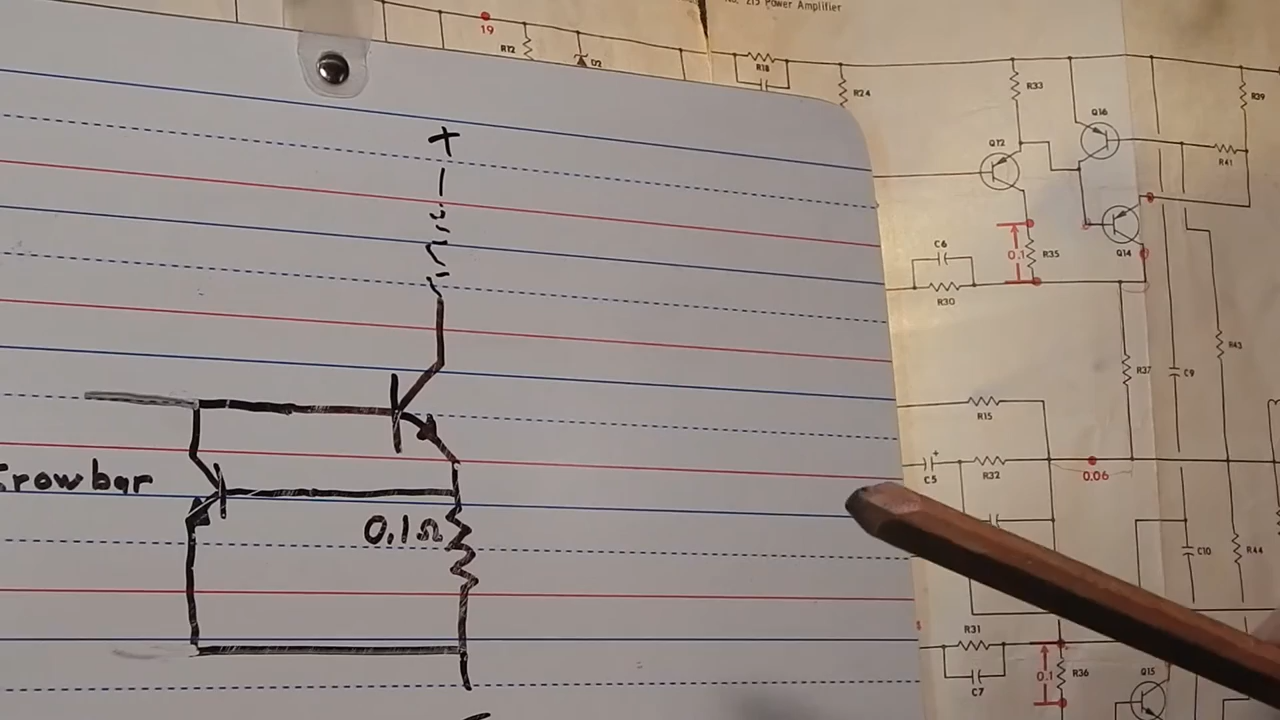 215 Power Amplifier
19
R12
D2
R18
R24
R33
Q16
R39
Q12
R41
+
C6
0.1
R35
Q14
R30
R43
R37
C9
R15
Crowbar
0.1Ω
C5
+
R32
0.06
C10
R44
R31
C7
0.1
R36
Q15